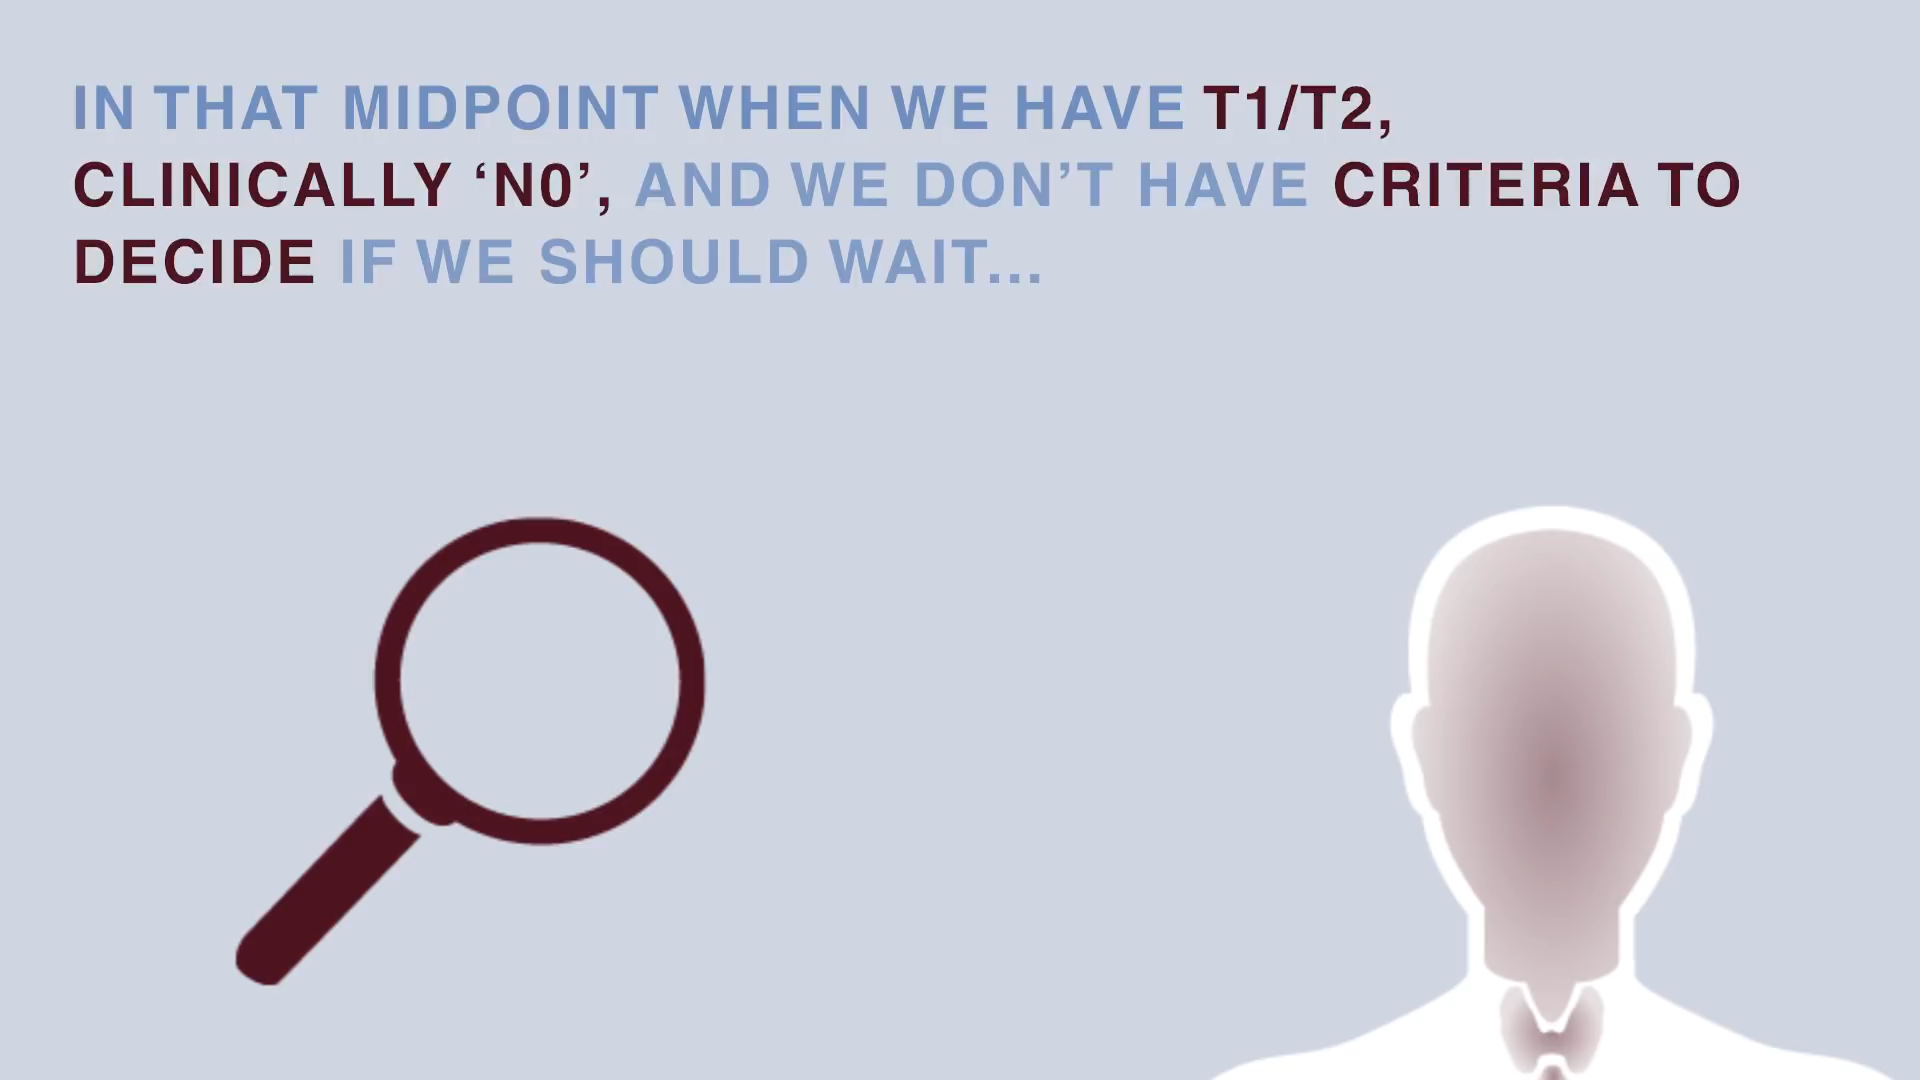 IN THAT MIDPOINT WHEN WE HAVE T1/T2,
CLINICALLY ‘N0’, AND WE DON’T HAVE CRITERIA TO
DECIDE IF WE SHOULD WAIT...